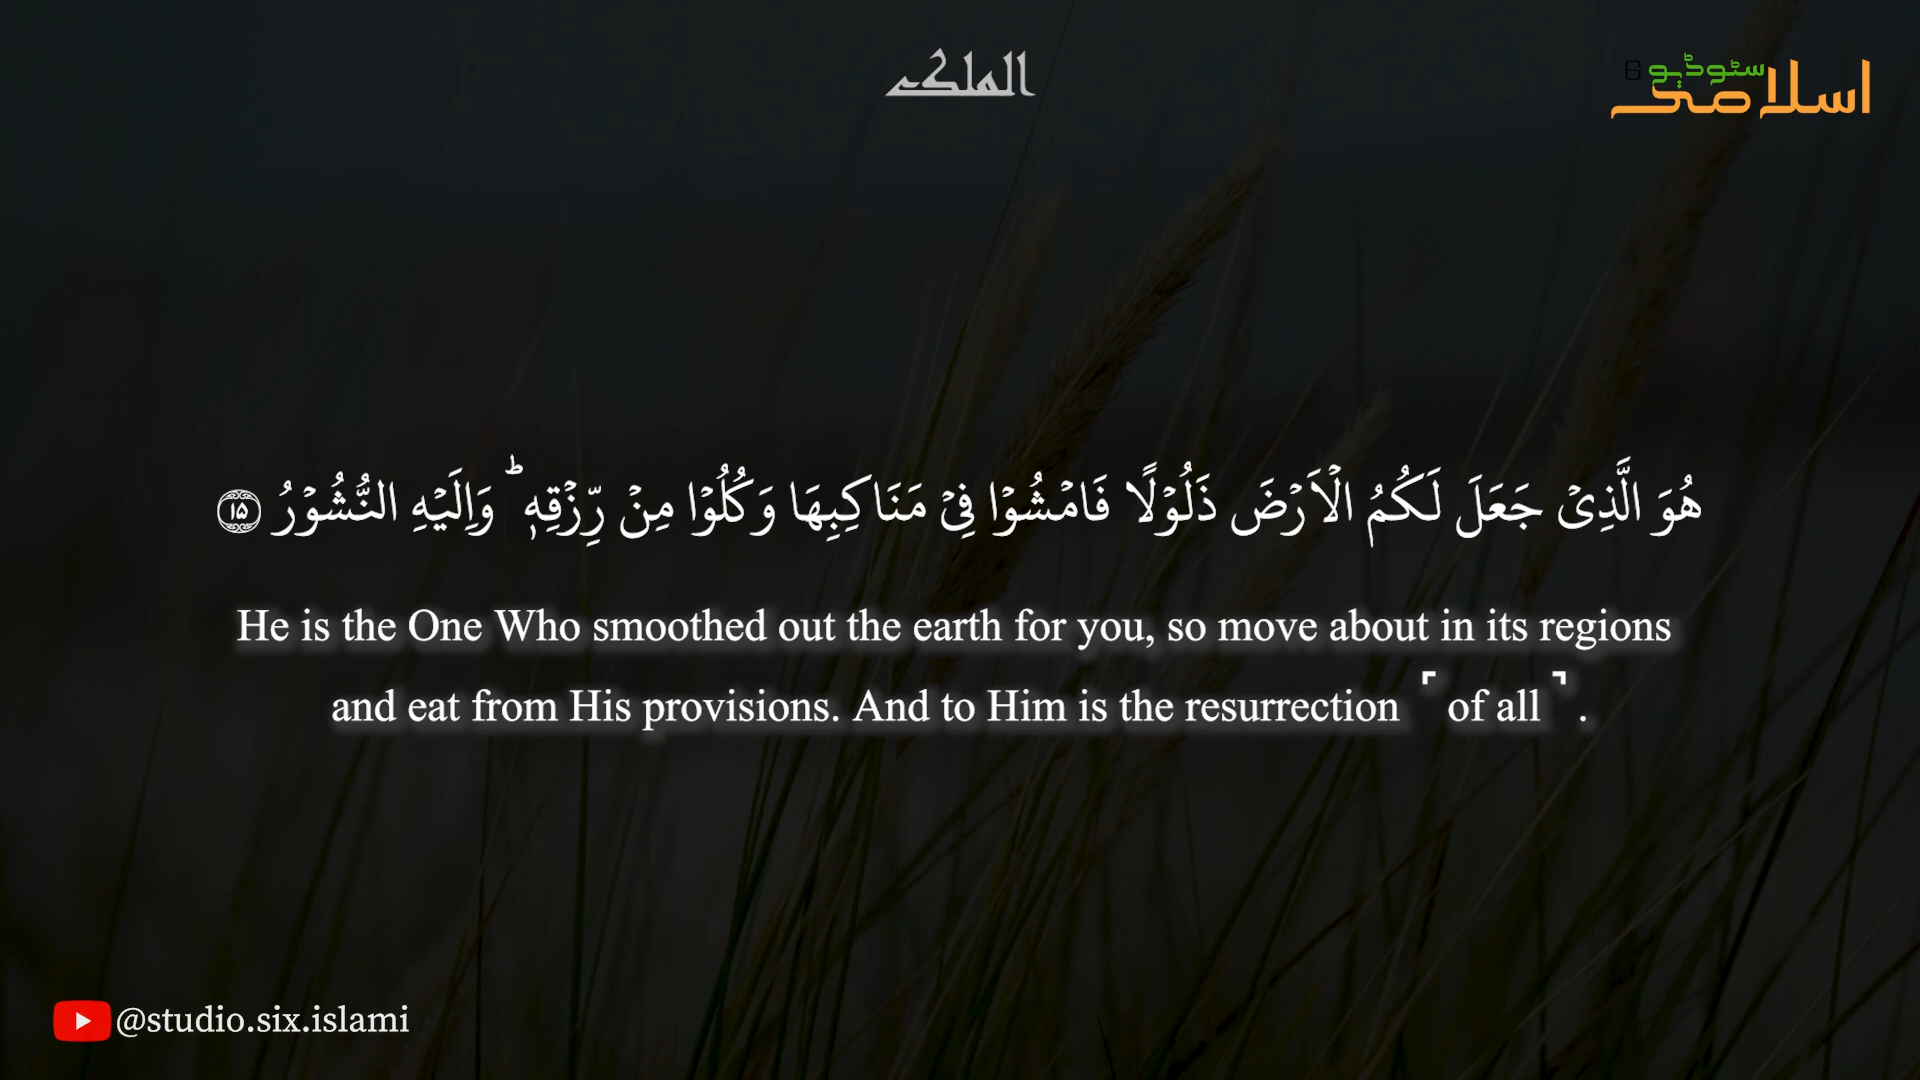 الملك
6 سٹوڈیو
اسلامی
هُوَ الَّذِىۡ جَعَلَ لَـكُمُ الۡاَرۡضَ ذَلُوۡلًا فَامۡشُوۡا فِىۡ مَنَاكِبِهَا وَكُلُوۡا مِنۡ رِّزۡقِهٖ‌ؕ وَاِلَيۡهِ النُّشُوۡرُ ۱۵
He is the One Who smoothed out the earth for you, so move about in its regions
and eat from His provisions. And to Him is the resurrection ⸢of all⸣.
@studio.six.islami